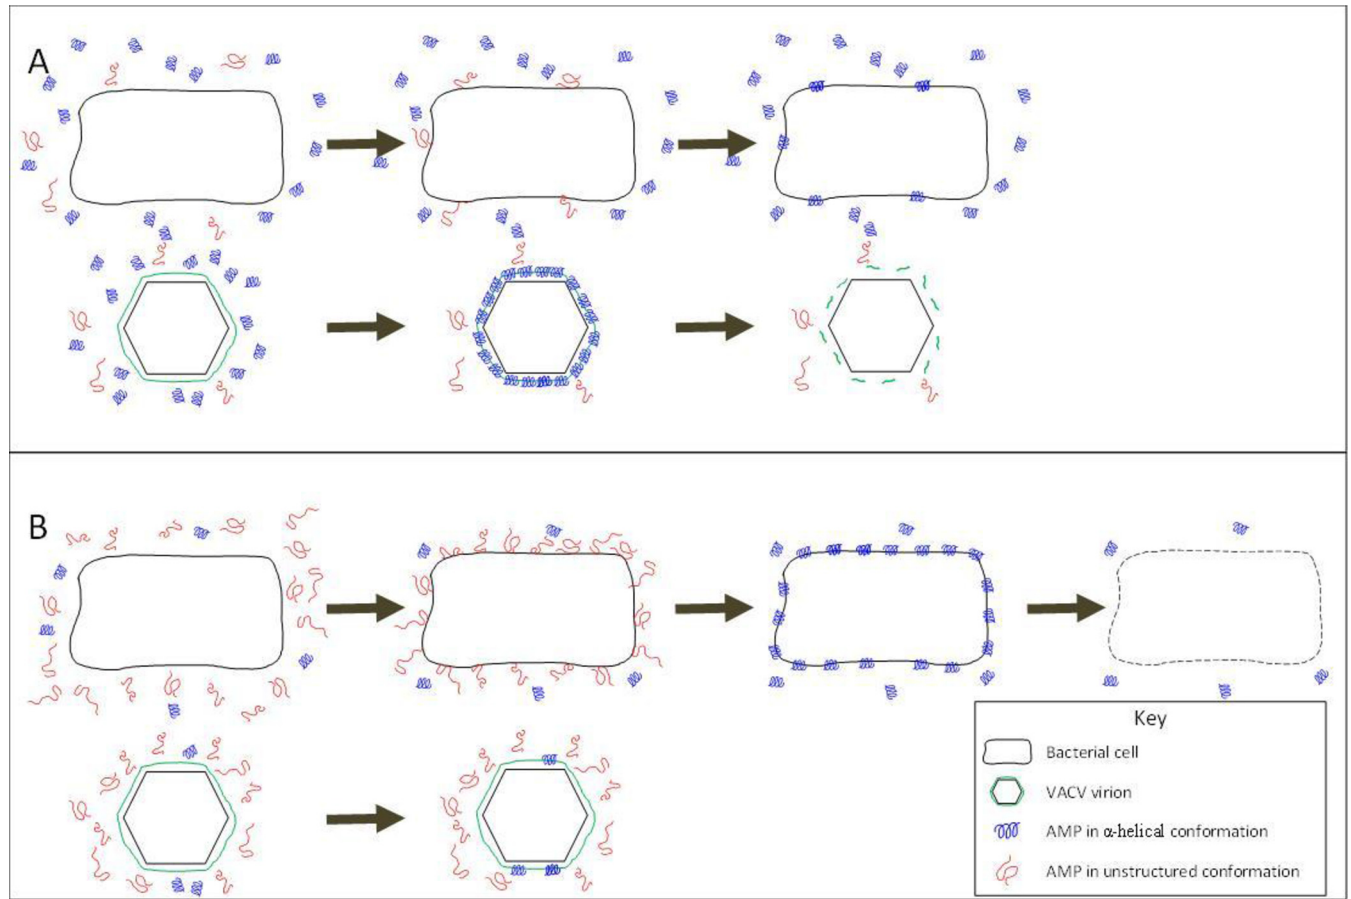 A
B
Key
Bacterial cell
VACV virion
AMP in α-helical conformation
AMP in unstructured conformation